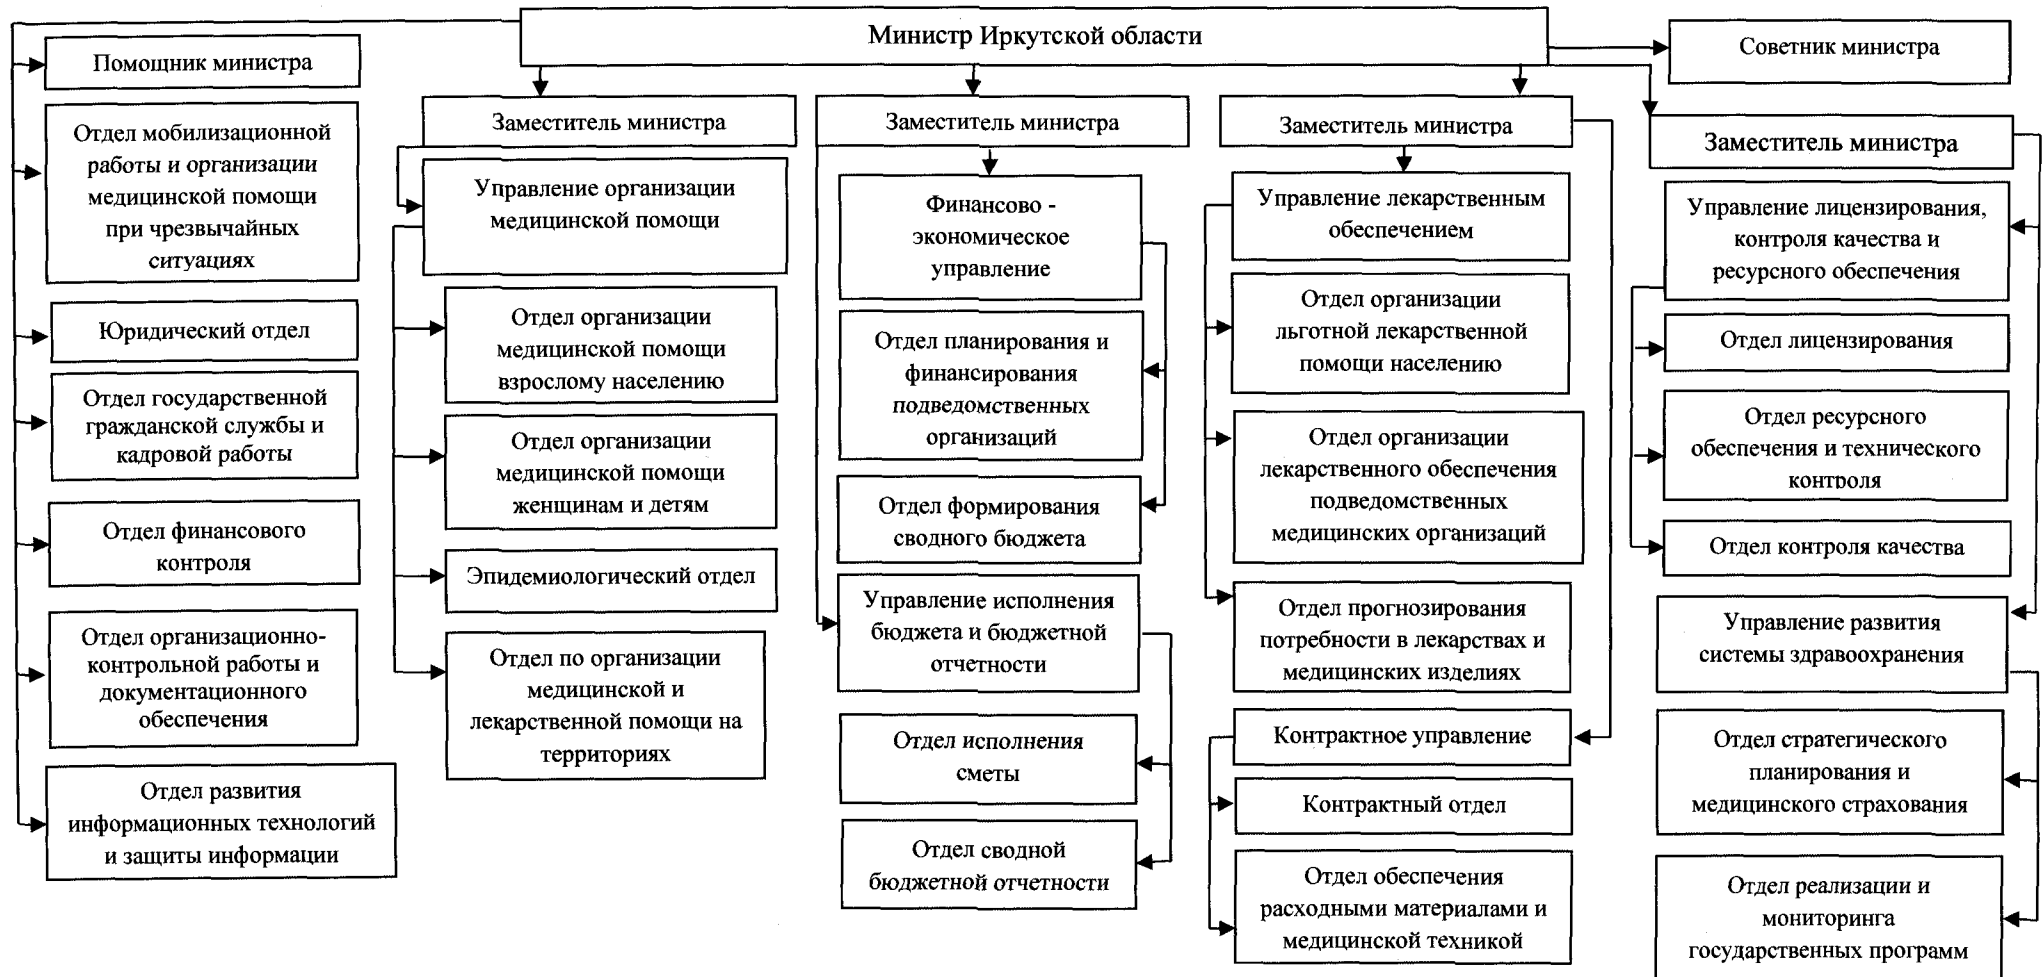 Министр Иркутской области
Советник министра
Помощник министра
Отдел мобилизационной
работы и организации
медицинской помощи
при чрезвычайных
ситуациях
Юридический отдел
Отдел государственной
гражданской службы и
кадровой работы
Отдел финансового
контроля
Отдел организационно-
контрольной работы и
документационного
обеспечения
Отдел развития
информационных технологий
и защиты информации
Заместитель министра
Управление организации
медицинской помощи
Отдел организации
медицинской помощи
взрослому населению
Отдел организации
медицинской помощи
женщинам и детям
Эпидемиологический отдел
Отдел по организации
медицинской и
лекарственной помощи на
территориях
Заместитель министра
Финансово -
экономическое
управление
Отдел планирования и
финансирования
подведомственных
организаций
Отдел формирования
сводного бюджета
Управление исполнения
бюджета и бюджетной
отчетности
Отдел исполнения
сметы
Отдел сводной
бюджетной отчетности
Заместитель министра
Управление лекарственным
обеспечением
Отдел организации
льготной лекарственной
помощи населению
Отдел организации
лекарственного обеспечения
подведомственных
медицинских организаций
Отдел прогнозирования
потребности в лекарствах и
медицинских изделиях
Контрактное управление
Контрактный отдел
Отдел обеспечения
расходными материалами и
медицинской техникой
Заместитель министра
Управление лицензирования,
контроля качества и
ресурсного обеспечения
Отдел лицензирования
Отдел ресурсного
обеспечения и технического
контроля
Отдел контроля качества
Управление развития
системы здравоохранения
Отдел стратегического
планирования и
медицинского страхования
Отдел реализации и
мониторинга
государственных программ